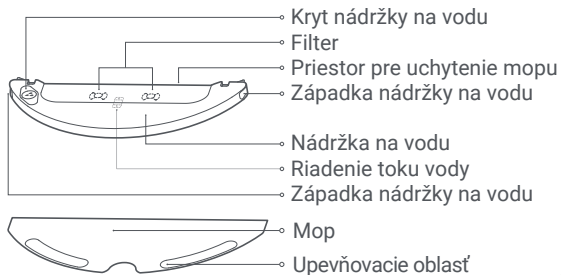 Kryt nádržky na vodu
Filter
Priestor pre uchytenie mopu
Západka nádržky na vodu
Nádržka na vodu
Riadenie toku vody
Západka nádržky na vodu
Mop
Upevňovacie oblasť